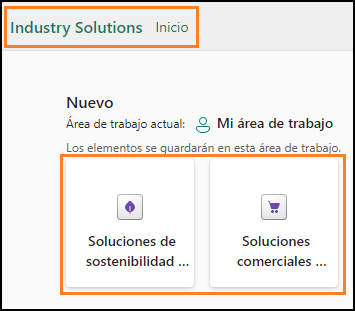 Industry Solutions Inicio
Nuevo
Área de trabajo actual: Mi área de trabajo
Los elementos se guardarán en esta área de trabajo.
Soluciones de sostenibilidad ...
Soluciones comerciales ...